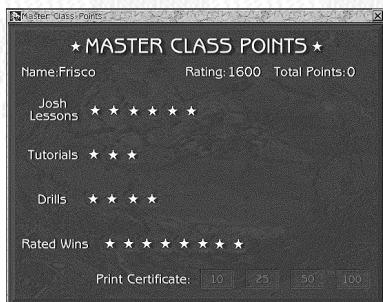 Master Class Points
MASTER CLASS POINTS
Name:Frisco Rating:1600 Total Points:0
Josh
Lessons
Tutorials
Drills
Rated Wins
Print Certificate: 10 25 50 100